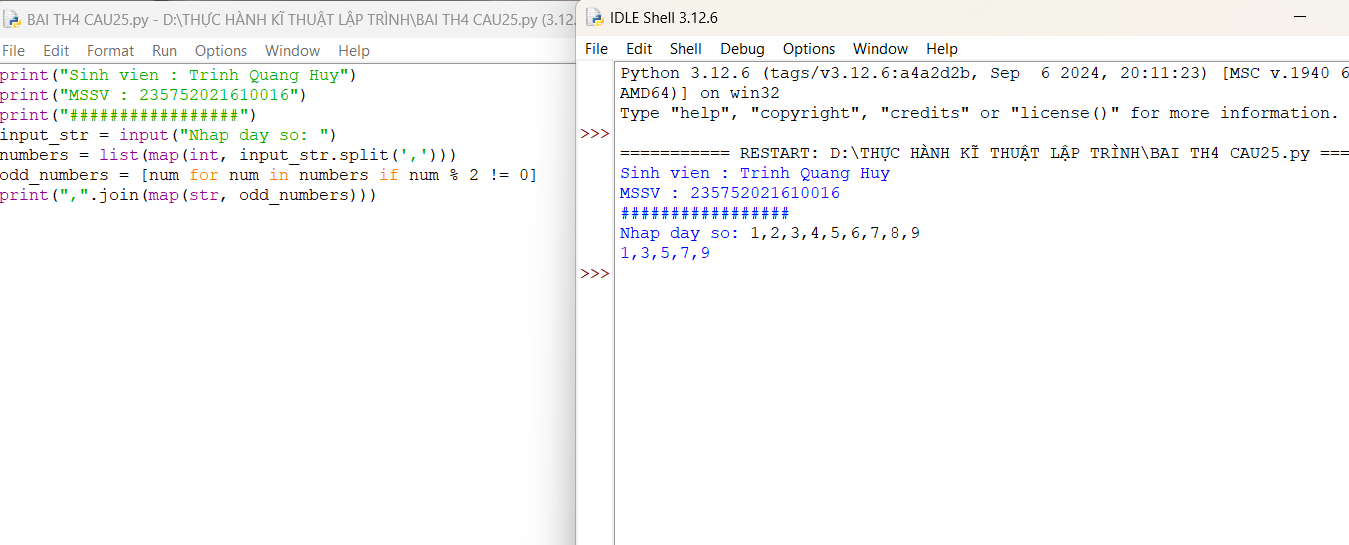 BAI TH4 CAU25.py - D:\THỰC HÀNH KĨ THUẬT LẬP TRÌNH\BAI TH4 CAU25.py (3.12.
File Edit Format Run Options Window Help
print("Sinh vien : Trinh Quang Huy")
print("MSSV : 235752021610016")
print("#################")
input_str = input("Nhap day so: ")
numbers = list(map(int, input_str.split(',')))
odd_numbers = [num for num in numbers if num % 2 != 0]
print(",".join(map(str, odd_numbers)))
IDLE Shell 3.12.6
File Edit Shell Debug Options Window Help
Python 3.12.6 (tags/v3.12.6:a4a2d2b, Sep  6 2024, 20:11:23) [MSC v.1940 6
AMD64)] on win32
Type "help", "copyright", "credits" or "license()" for more information.
>>>
=========== RESTART: D:\THỰC HÀNH KĨ THUẬT LẬP TRÌNH\BAI TH4 CAU25.py ===
Sinh vien : Trinh Quang Huy
MSSV : 235752021610016
#################
Nhap day so: 1,2,3,4,5,6,7,8,9
1,3,5,7,9
>>>